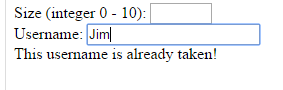 Size (integer 0 - 10):
Username: Jim
This username is already taken!